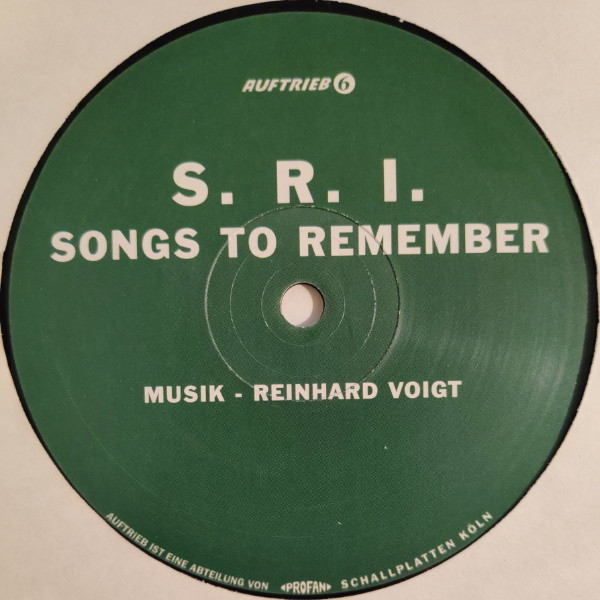 AUFTRIEB 6
S. R. I.
SONGS TO REMEMBER
MUSIK - REINHARD VOIGT
AUFTRIEB IST EINE ABTEILUNG VON PROFAN SCHALLPLATTEN KÖLN